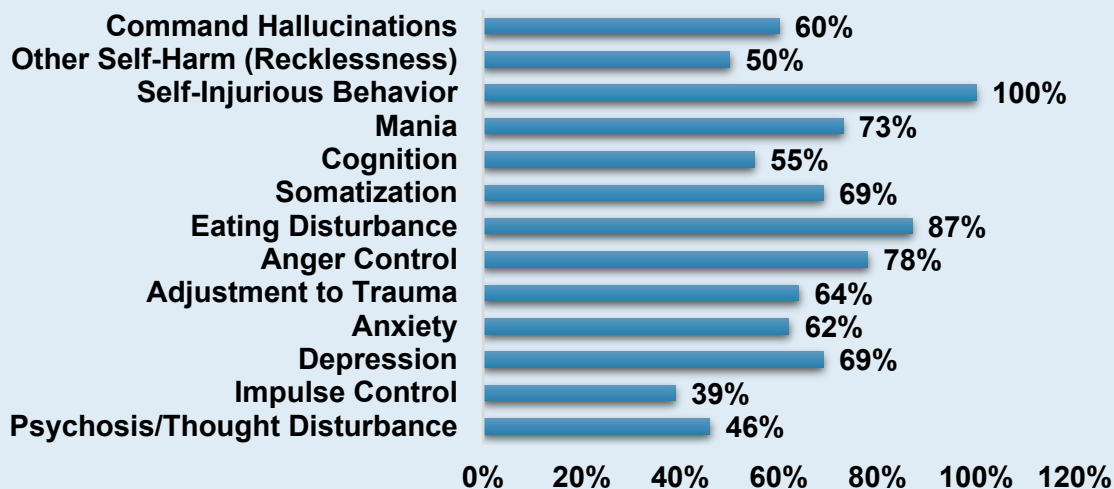 Command Hallucinations 60%
Other Self-Harm (Recklessness) 50%
Self-Injurious Behavior 100%
Mania 73%
Cognition 55%
Somatization 69%
Eating Disturbance 87%
Anger Control 78%
Adjustment to Trauma 64%
Anxiety 62%
Depression 69%
Impulse Control 39%
Psychosis/Thought Disturbance 46%
0% 20% 40% 60% 80% 100% 120%